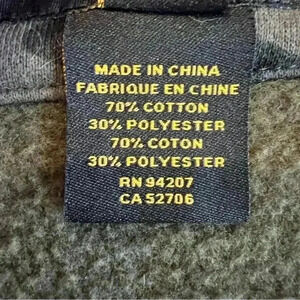 MADE IN CHINA
FABRIQUE EN CHINE
70% COTTON
30% POLYESTER
70% COTON
30% POLYESTER
RN 94207
CA 52706